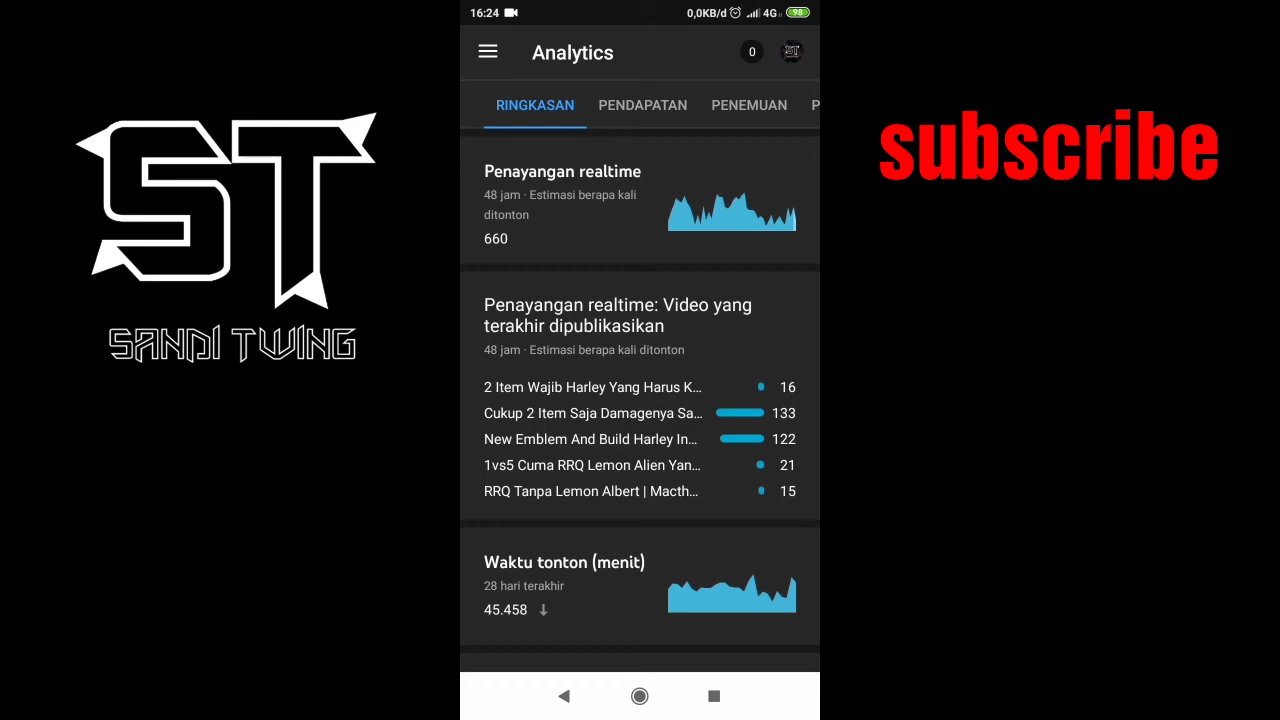 16:24
0,0KB/d
4G
98
Analytics
0
ST
RINGKASAN
PENDAPATAN
PENEMUAN
P
ST
SANDI TWING
subscribe
Penayangan realtime
48 jam · Estimasi berapa kali
ditonton
660
Penayangan realtime: Video yang
terakhir dipublikasikan
48 jam · Estimasi berapa kali ditonton
2 Item Wajib Harley Yang Harus K... 16
Cukup 2 Item Saja Damagenya Sa... 133
New Emblem And Build Harley In... 122
1vs5 Cuma RRQ Lemon Alien Yan... 21
RRQ Tanpa Lemon Albert | Macth... 15
Waktu tonton (menit)
28 hari terakhir
45.458